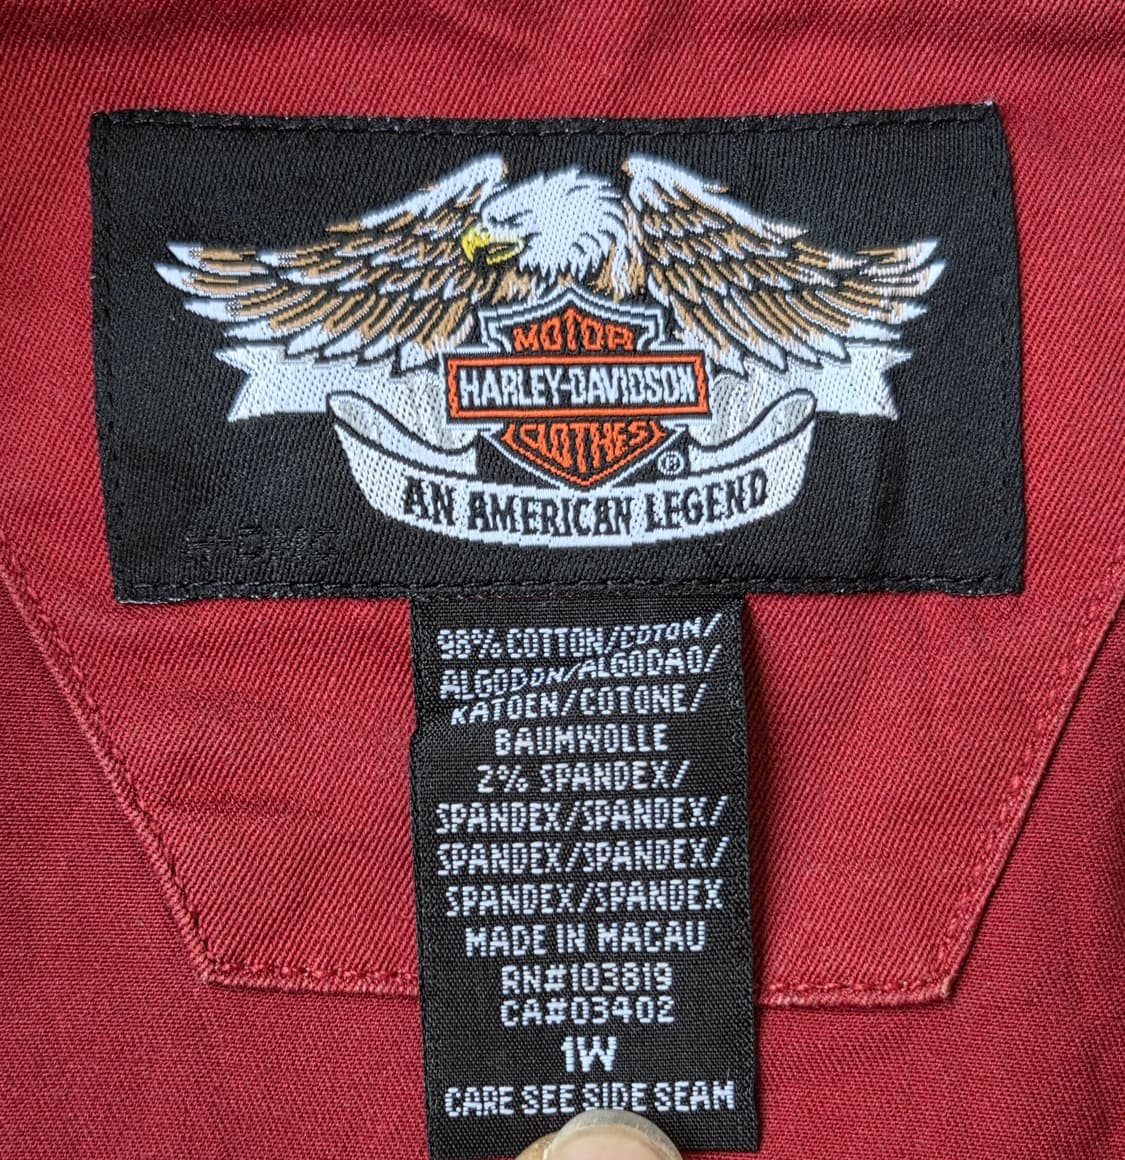 MOTOR
HARLEY-DAVIDSON
CLOTHES
®
AN AMERICAN LEGEND
H-DMC
98% COTTON/COTON/
ALGODON/ALGODAO/
KATOEN/COTONE/
BAUMWOLLE
2% SPANDEX/
SPANDEX/SPANDEX/
SPANDEX/SPANDEX/
SPANDEX/SPANDEX
MADE IN MACAU
RN#103819
CA#03402
1W
CARE SEE SIDE SEAM